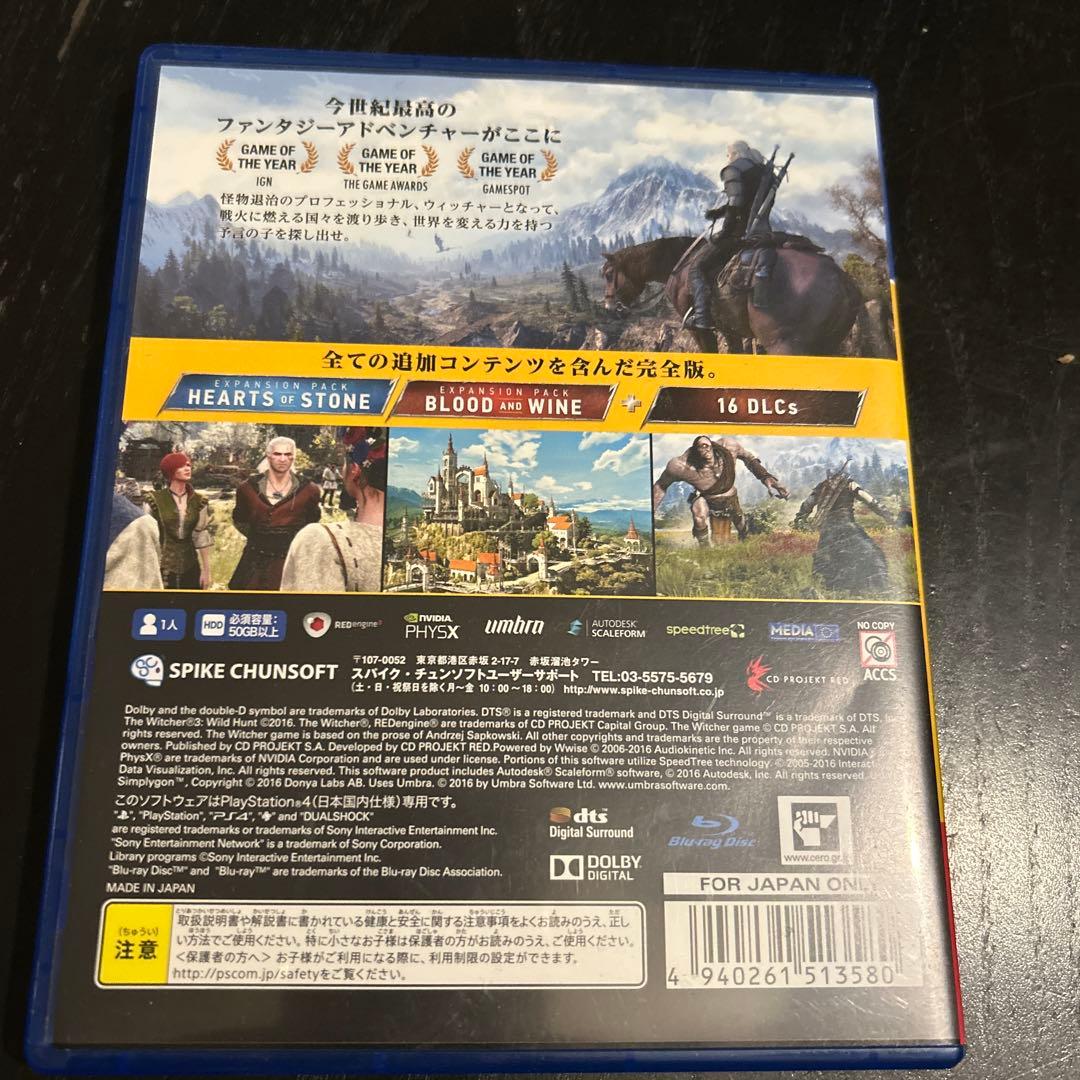 今世紀最高の
ファンタジーアドベンチャーがここに
GAME OF THE YEAR IGN
GAME OF THE YEAR THE GAME AWARDS
GAME OF THE YEAR GAMESPOT
怪物退治のプロフェッショナル、ウィッチャーとなって、
戦火に燃える国々を渡り歩き、世界を変える力を持つ
予言の子を探し出せ。
全ての追加コンテンツを含んだ完全版。
EXPANSION PACK
HEARTS OF STONE
EXPANSION PACK
BLOOD AND WINE
+
16 DLCs
1人
HDD 必須容量:
50GB以上
REDengine 3
NVIDIA
PHYSX
umbra
AUTODESK
SCALEFORM
speedtree
MEDIA
NO COPY
ACCS
SPIKE CHUNSOFT
〒107-0052 東京都港区赤坂 2-17-7 赤坂溜池タワー
スパイク・チュンソフトユーザーサポート TEL:03-5575-5679
(土・日・祝祭日を除く月~金 10:00~18:00) http://www.spike-chunsoft.co.jp
CD PROJEKT RED
Dolby and the double-D symbol are trademarks of Dolby Laboratories. DTS® is a registered trademark and DTS Digital Surround™ is a trademark of DTS, Inc.
The Witcher3: Wild Hunt ©2016. The Witcher, REDengine® are trademarks of CD PROJEKT Capital Group. The Witcher game © CD PROJEKT S.A. All
rights reserved. The Witcher game is based on the prose of Andrzej Sapkowski. All other copyrights and trademarks are the property of their respective
owners. Published by CD PROJEKT S.A. Developed by CD PROJEKT RED.Powered by Wwise © 2006-2016 Audiokinetic Inc. All rights reserved. NVIDIA &
PhysX® are trademarks of NVIDIA Corporation and are used under license. Portions of this software utilize SpeedTree technology © 2005-2016 Interactive
Data Visualization, Inc. All rights reserved. This software product includes Autodesk® Scaleform® software, © 2016 Autodesk, Inc. All rights reserved.
Simplygon™, Copyright © 2016 Donya Labs AB. Uses Umbra. © 2016 by Umbra Software Ltd. www.umbrasoftware.com
このソフトウェアはPlayStation®4(日本国内仕様)専用です。
"PlayStation", "PS4", and "DUALSHOCK"
are registered trademarks or trademarks of Sony Interactive Entertainment Inc.
"Sony Entertainment Network" is a trademark of Sony Corporation.
Library programs ©Sony Interactive Entertainment Inc.
"Blu-ray Disc™" and "Blu-ray™" are trademarks of the Blu-ray Disc Association.
MADE IN JAPAN
dts
Digital Surround
DOLBY
DIGITAL
Blu-ray Disc
www.cero.gr.
FOR JAPAN ONLY
(ちゅうい)
注意
取扱説明書や解説書に書かれている健康と安全に関する注意事項をよくお読みのうえ、正し
い方法でご使用ください。特に小さなお子様は保護者の方がお読みのうえ、ご使用ください。
<保護者の方へ> お子様がご利用になる際に、利用制限の設定ができます。
http://pscom.jp/safetyをご覧ください。
4 940261 513580